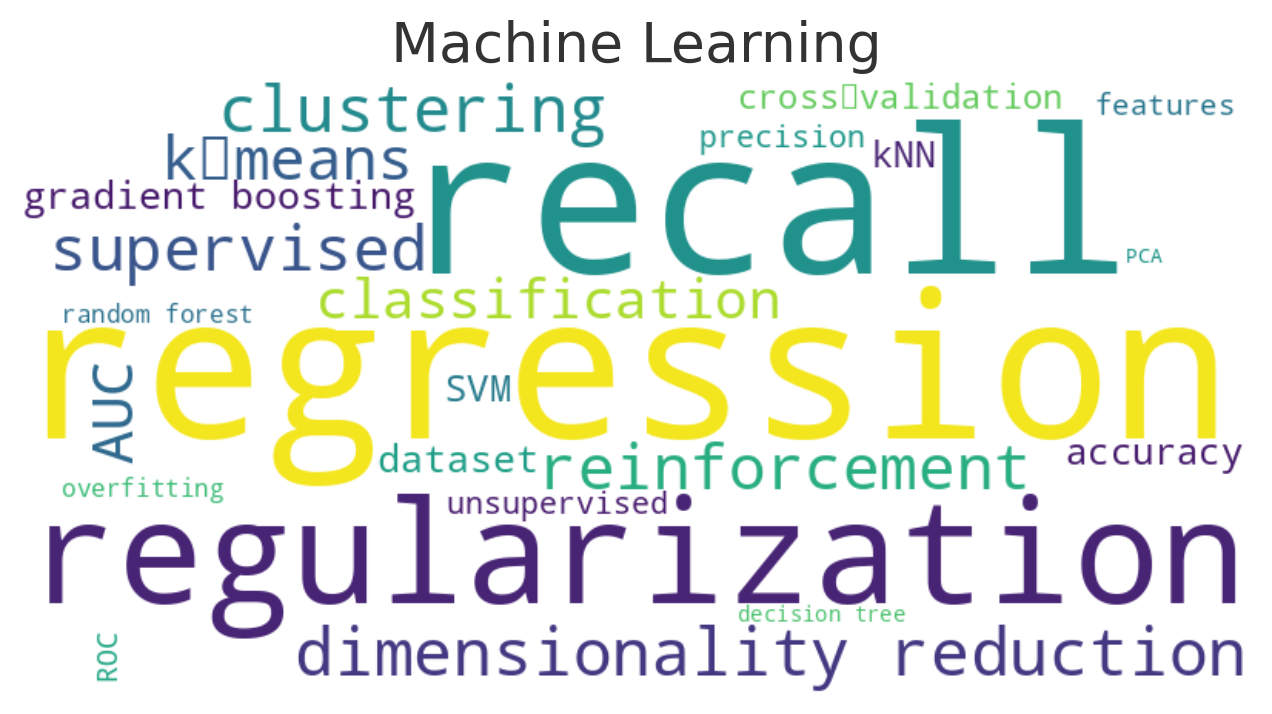 Machine Learning
clustering
cross▯validation
features
precision
k▯means
kNN
recall
gradient boosting
supervised
PCA
classification
random forest
regression
AUC
SVM
dataset
reinforcement
accuracy
overfitting
unsupervised
regularization
decision tree
ROC
dimensionality reduction